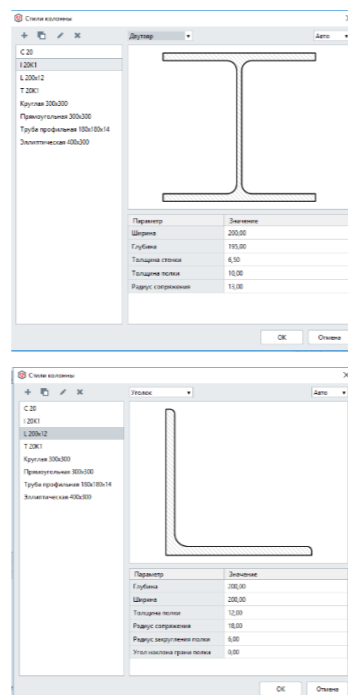 Стили колонны
Двутавр
Авто
C 20
I 20К1
L 200x12
T 20К1
Круглая 300x300
Прямоугольная 300x300
Труба профильная 180x180x14
Эллиптическая 400x300
Параметр Значение
Ширина 200,00
Глубина 195,00
Толщина стенки 6,50
Толщина полки 10,00
Радиус сопряжения 13,00
ОК Отмена
Стили колонны
Уголок
Авто
C 20
I 20К1
L 200x12
T 20К1
Круглая 300x300
Прямоугольная 300x300
Труба профильная 180x180x14
Эллиптическая 400x300
Параметр Значение
Глубина 200,00
Ширина 200,00
Толщина полки 12,00
Радиус сопряжения 18,00
Радиус закругления полки 6,00
Угол наклона грани полки 0,00
ОК Отмена